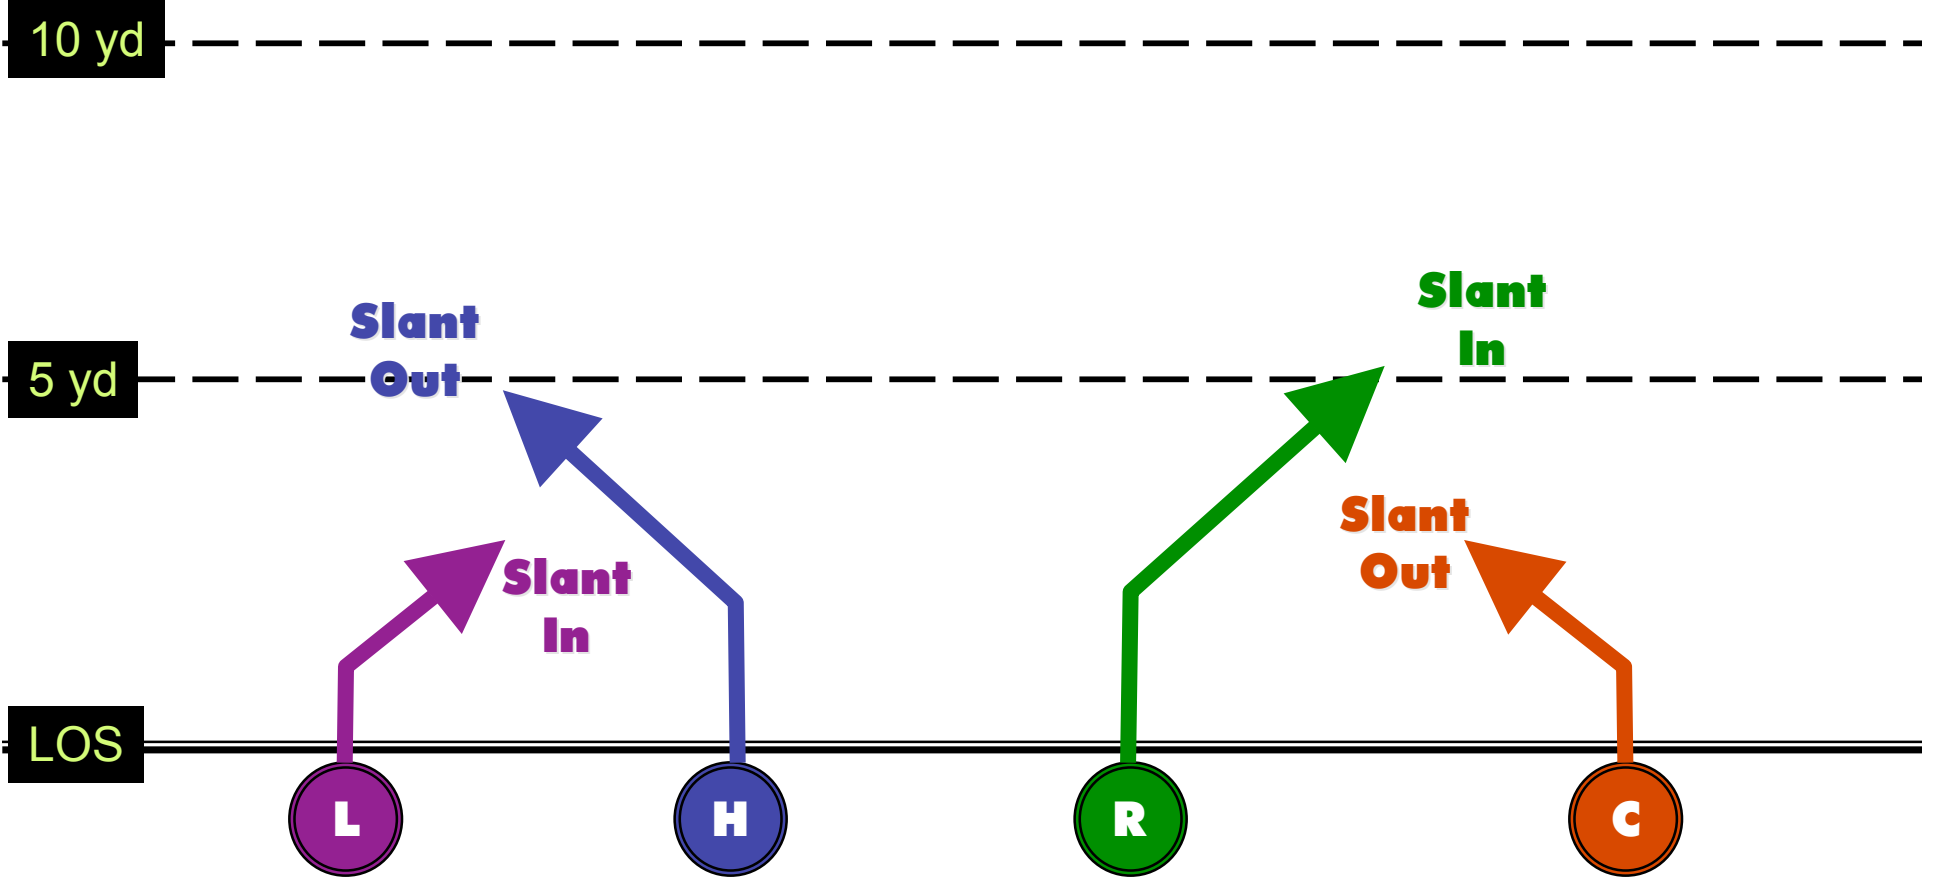 10 yd
Slant
In
Slant
Out
5 yd
Slant
Out
Slant
In
LOS
L
H
R
C